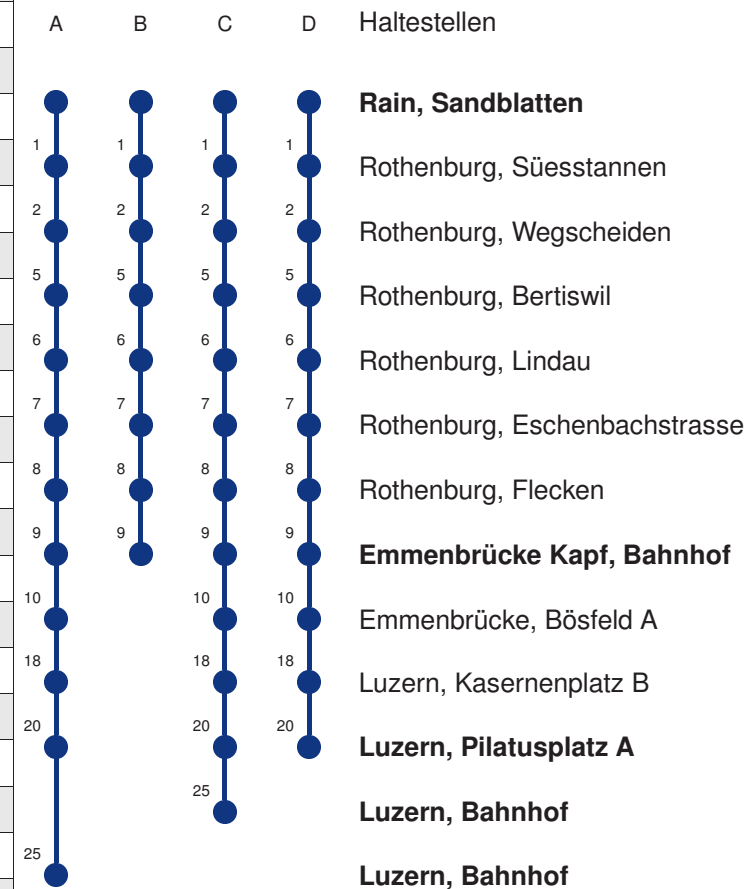 A B C D Haltestellen
Rain, Sandblatten
1 1 1 1 Rothenburg, Süesstannen
2 2 2 2 Rothenburg, Wegscheiden
5 5 5 5 Rothenburg, Bertiswil
6 6 6 6 Rothenburg, Lindau
7 7 7 7 Rothenburg, Eschenbachstrasse
8 8 8 8 Rothenburg, Flecken
9 9 9 9 Emmenbrücke Kapf, Bahnhof
10 10 10 Emmenbrücke, Bösfeld A
18 18 18 Luzern, Kasernenplatz B
20 20 20 Luzern, Pilatusplatz A
25 Luzern, Bahnhof
25 Luzern, Bahnhof